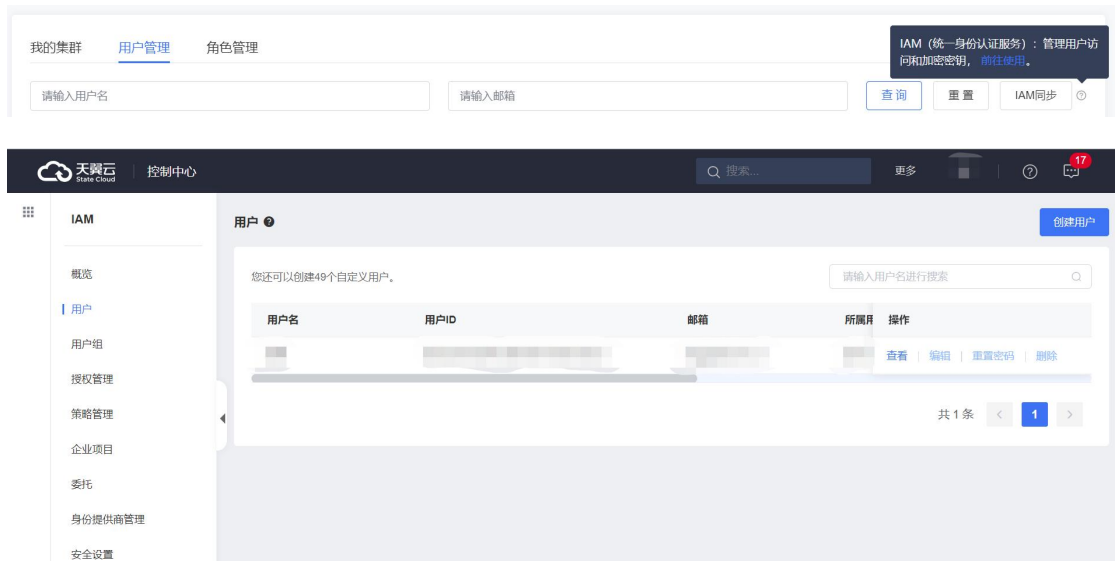 我的集群 用户管理 角色管理
IAM（统一身份认证服务）：管理用户访
问和加密密钥，前往使用。
请输入用户名 请输入邮箱 查询 重置 IAM同步
天翼云 控制中心 搜索... 更多 17
State Cloud
IAM
用户 创建用户
概览
您还可以创建49个自定义用户。 请输入用户名进行搜索
用户
用户名 用户ID 邮箱 所属用 操作
用户组
查看 编辑 重置密码 删除
授权管理
策略管理
共1条 < 1 >
企业项目
委托
身份提供商管理
安全设置